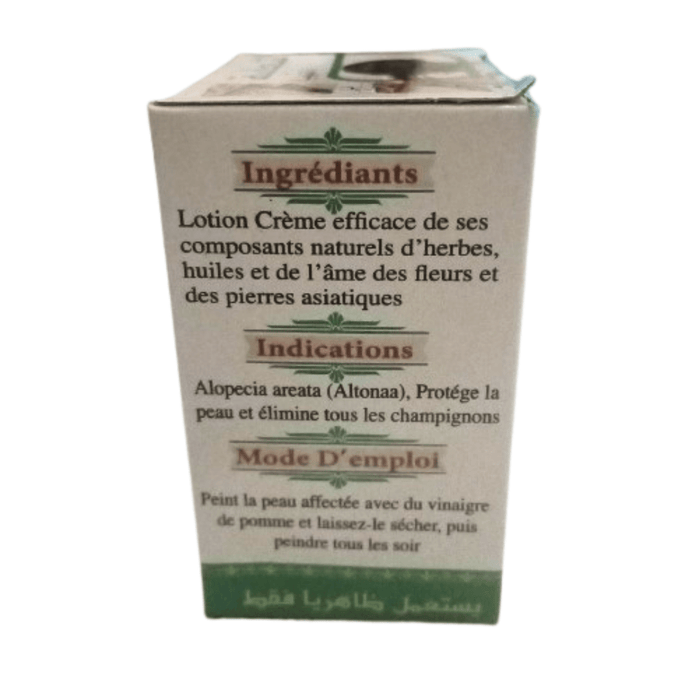 Ingrédiants
Lotion Crème efficace de ses
composants naturels d'herbes,
huiles et de l'âme des fleurs et
des pierres asiatiques
Indications
Alopecia areata (Altonaa), Protége la
peau et élimine tous les champignons
Mode D'emploi
Peint la peau affectée avec du vinaigre
de pomme et laissez-le sécher, puis
peindre tous les soir
يستعمل ظاهريا فقط